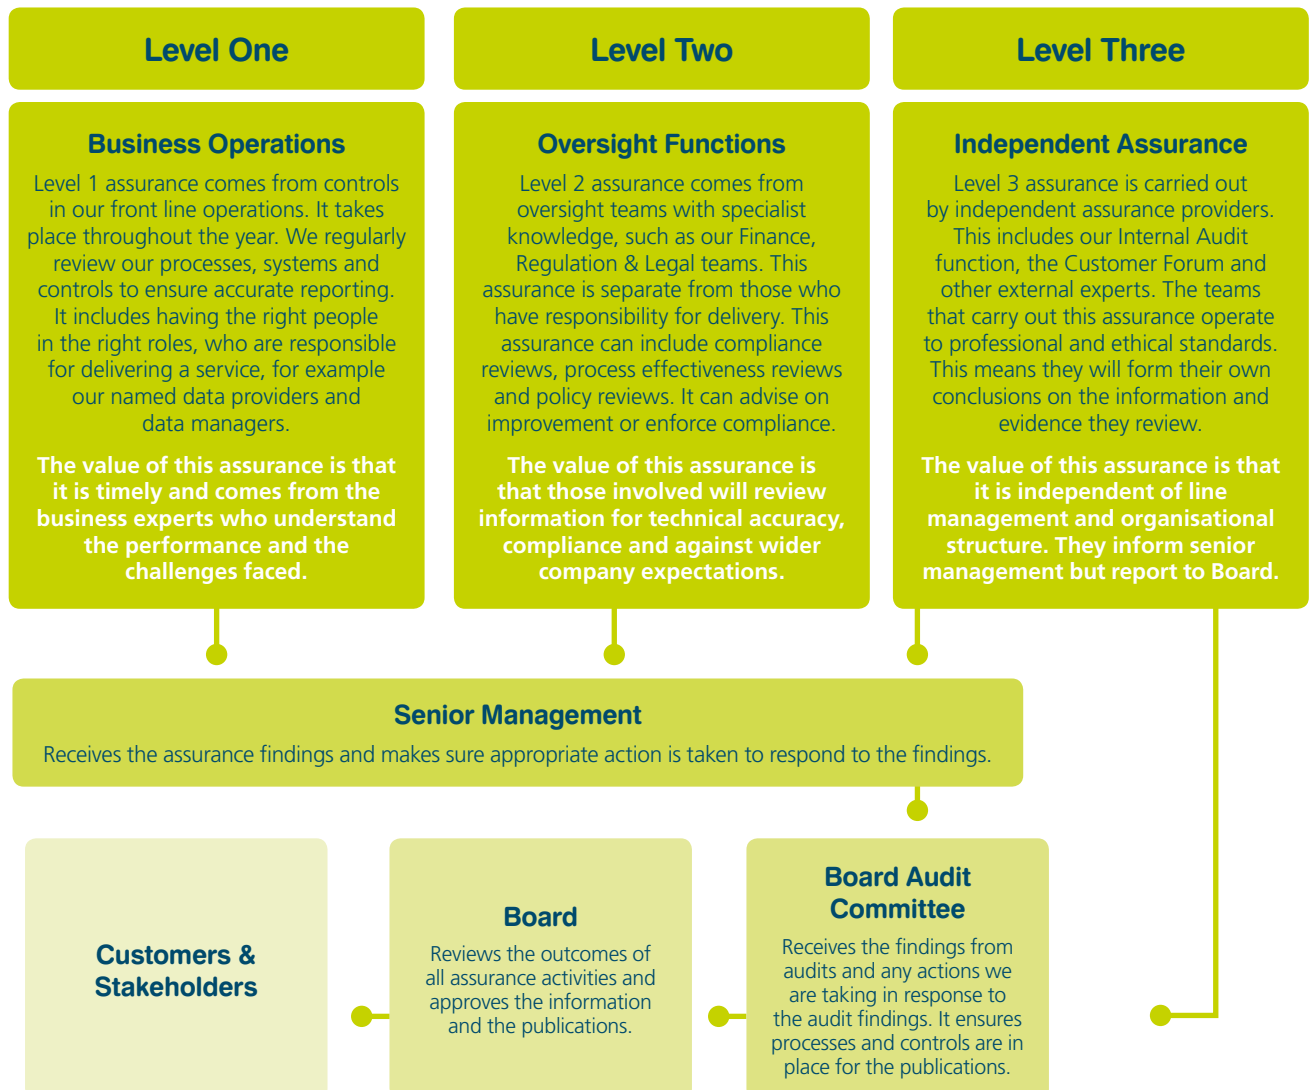 Level One
Level Two
Level Three
Business Operations
Level 1 assurance comes from controls
in our front line operations. It takes
place throughout the year. We regularly
review our processes, systems and
controls to ensure accurate reporting.
It includes having the right people
in the right roles, who are responsible
for delivering a service, for example
our named data providers and
data managers.
The value of this assurance is that
it is timely and comes from the
business experts who understand
the performance and the
challenges faced.
Oversight Functions
Level 2 assurance comes from
oversight teams with specialist
knowledge, such as our Finance,
Regulation & Legal teams. This
assurance is separate from those who
have responsibility for delivery. This
assurance can include compliance
reviews, process effectiveness reviews
and policy reviews. It can advise on
improvement or enforce compliance.
The value of this assurance is
that those involved will review
information for technical accuracy,
compliance and against wider
company expectations.
Independent Assurance
Level 3 assurance is carried out
by independent assurance providers.
This includes our Internal Audit
function, the Customer Forum and
other external experts. The teams
that carry out this assurance operate
to professional and ethical standards.
This means they will form their own
conclusions on the information and
evidence they review.
The value of this assurance is that
it is independent of line
management and organisational
structure. They inform senior
management but report to Board.
Senior Management
Receives the assurance findings and makes sure appropriate action is taken to respond to the findings.
Customers &
Stakeholders
Board
Reviews the outcomes of
all assurance activities and
approves the information
and the publications.
Board Audit
Committee
Receives the findings from
audits and any actions we
are taking in response to
the audit findings. It ensures
processes and controls are in
place for the publications.